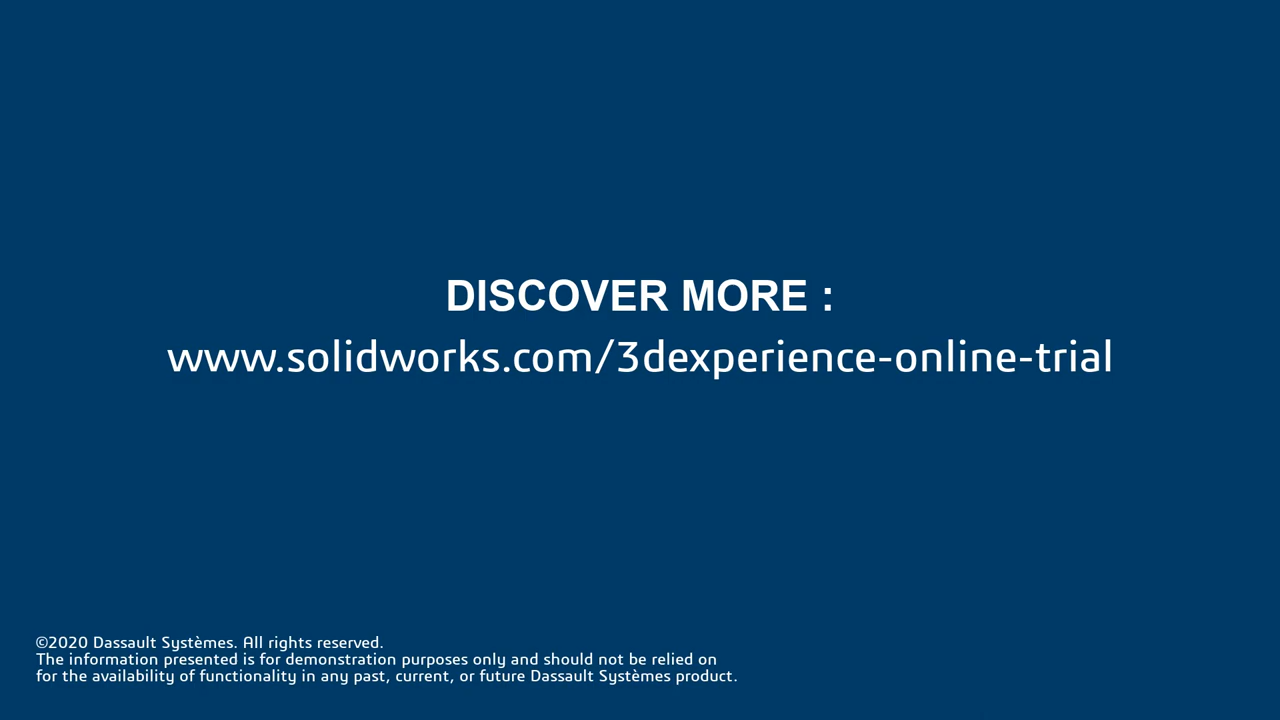 DISCOVER MORE :
www.solidworks.com/3dexperience-online-trial
©2020 Dassault Systèmes. All rights reserved.
The information presented is for demonstration purposes only and should not be relied on
for the availability of functionality in any past, current, or future Dassault Systèmes product.